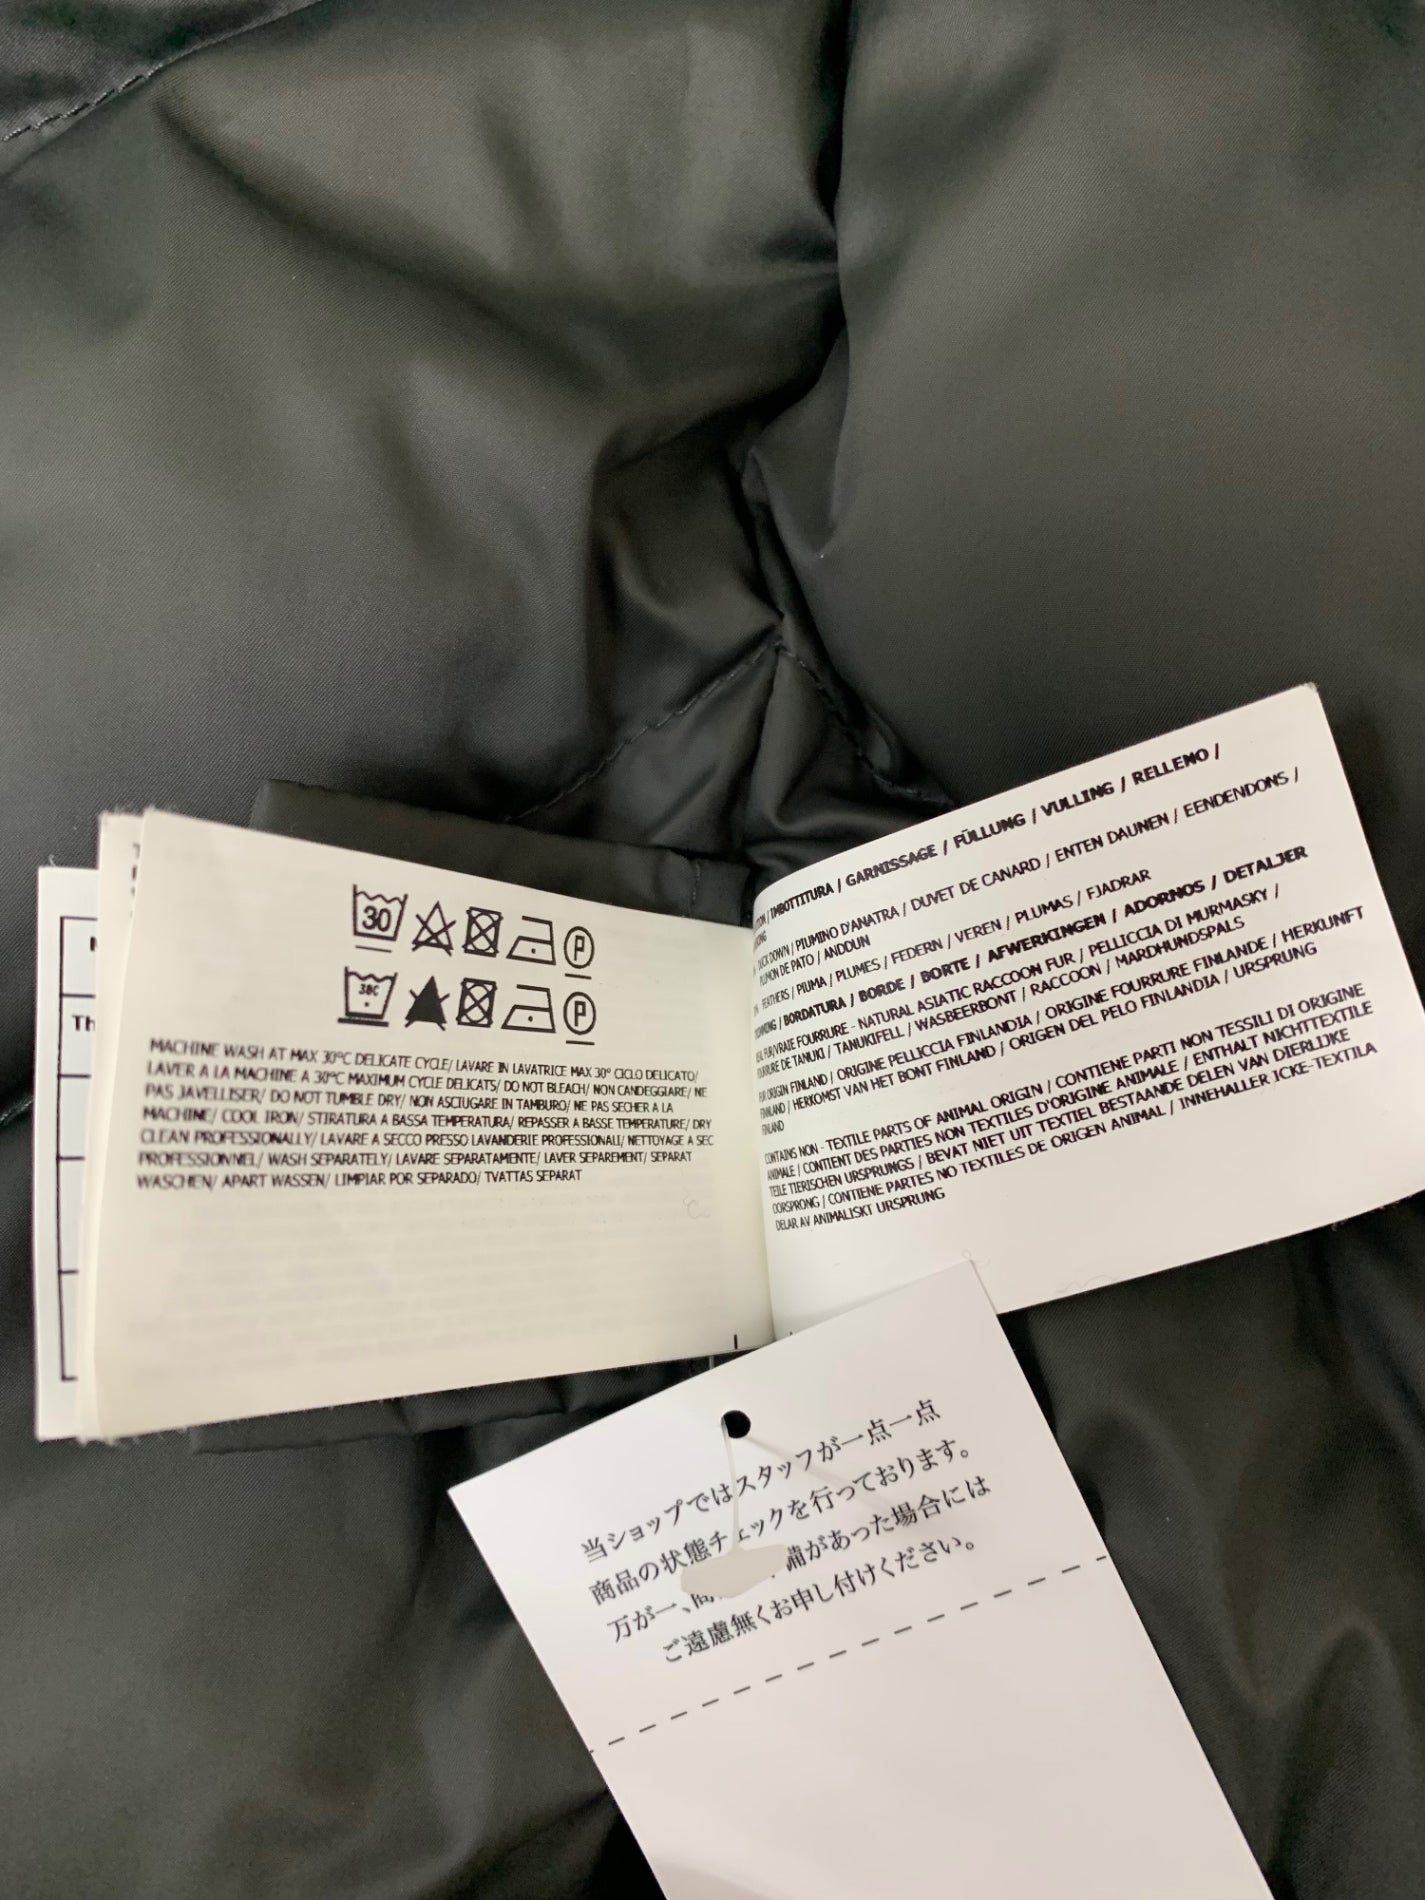 30
P
P
MACHINE WASH AT MAX 30°C DELICATE CYCLE/ LAVARE IN LAVATRICE MAX 30° CICLO DELICATO/
LAVER A LA MACHINE A 30°C MAXIMUM CYCLE DELICATS/ DO NOT BLEACH/ NON CANDEGGIARE/ NE
PAS JAVELLISER/ DO NOT TUMBLE DRY/ NON ASCIUGARE IN TAMBURO/ NE PAS SECHER A LA
MACHINE/ COOL IRON/ STIRATURA A BASSA TEMPERATURA/ REPASSER A BASSE TEMPERATURE/ DRY
CLEAN PROFESSIONALLY/ LAVARE A SECCO PRESSO LAVANDERIE PROFESSIONALI/ NETTOYAGE A SEC
PROFESSIONNEL/ WASH SEPARATELY/ LAVARE SEPARATAMENTE/ LAVER SEPAREMENT/ SEPARAT
WASCHEN/ APART WASSEN/ LIMPIAR POR SEPARADO/ TVATTAS SEPARAT
/ IMBOTTITURA / GARNISSAGE / FÜLLUNG / VULLING / RELLENO /
DUCK DOWN / PIUMINO D'ANATRA / DUVET DE CANARD / ENTEN DAUNEN / EENDENDONS /
PLUMON DE PATO / ANDDUN
FEATHERS / PIUMA / PLUMES / FEDERN / VEREN / PLUMAS / FJADRAR
/ BORDATURA / BORDE / BORTE / AFWERKINGEN / ADORNOS / DETALJER
FUR/VRAIE FOURRURE - NATURAL ASIATIC RACCOON FUR / PELLICCIA DI MURMASKY /
DE TANUKI / TANUKIFELL / WASBEERBONT / RACCOON / MARDHUNDSPALS
FUR ORIGIN FINLAND / ORIGINE PELLICCIA FINLANDIA / ORIGINE FOURRURE FINLANDE / HERKUNFT
FINLAND / HERKOMST VAN HET BONT FINLAND / ORIGEN DEL PELO FINLANDIA / URSPRUNG
FINLAND
CONTAINS NON - TEXTILE PARTS OF ANIMAL ORIGIN / CONTIENE PARTI NON TESSILI DI ORIGINE
ANIMALE / CONTIENT DES PARTIES NON TEXTILES D'ORIGINE ANIMALE / ENTHALT NICHTTEXTILE
TEILE TIERISCHEN URSPRUNGS / BEVAT NIET UIT TEXTIEL BESTAANDE DELEN VAN DIERLIJKE
OORSPRONG / CONTIENE PARTES NO TEXTILES DE ORIGEN ANIMAL / INNEHALLER ICKE-TEXTILA
DELAR AV ANIMALISKT URSPRUNG
当ショップではスタッフが一点一点
商品の状態チェックを行っております。
万が一、 があった場合には
ご遠慮無くお申し付けください。